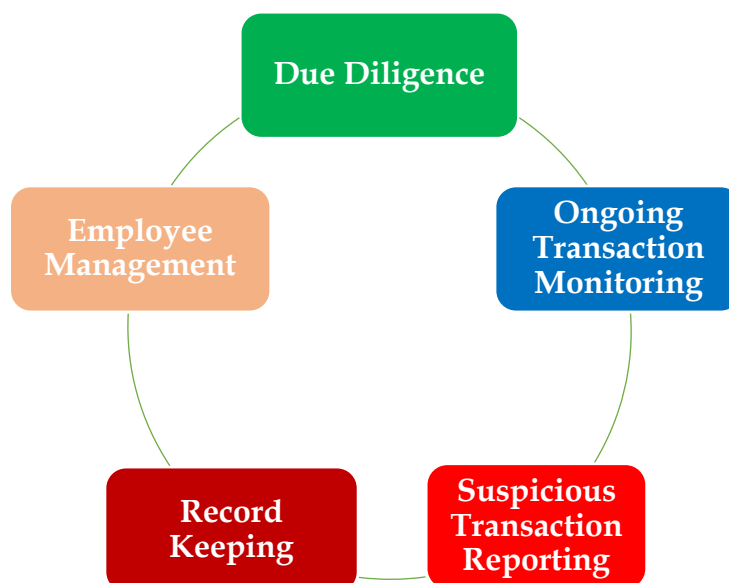 Due Diligence
Ongoing
Transaction
Monitoring
Suspicious
Transaction
Reporting
Record
Keeping
Employee
Management